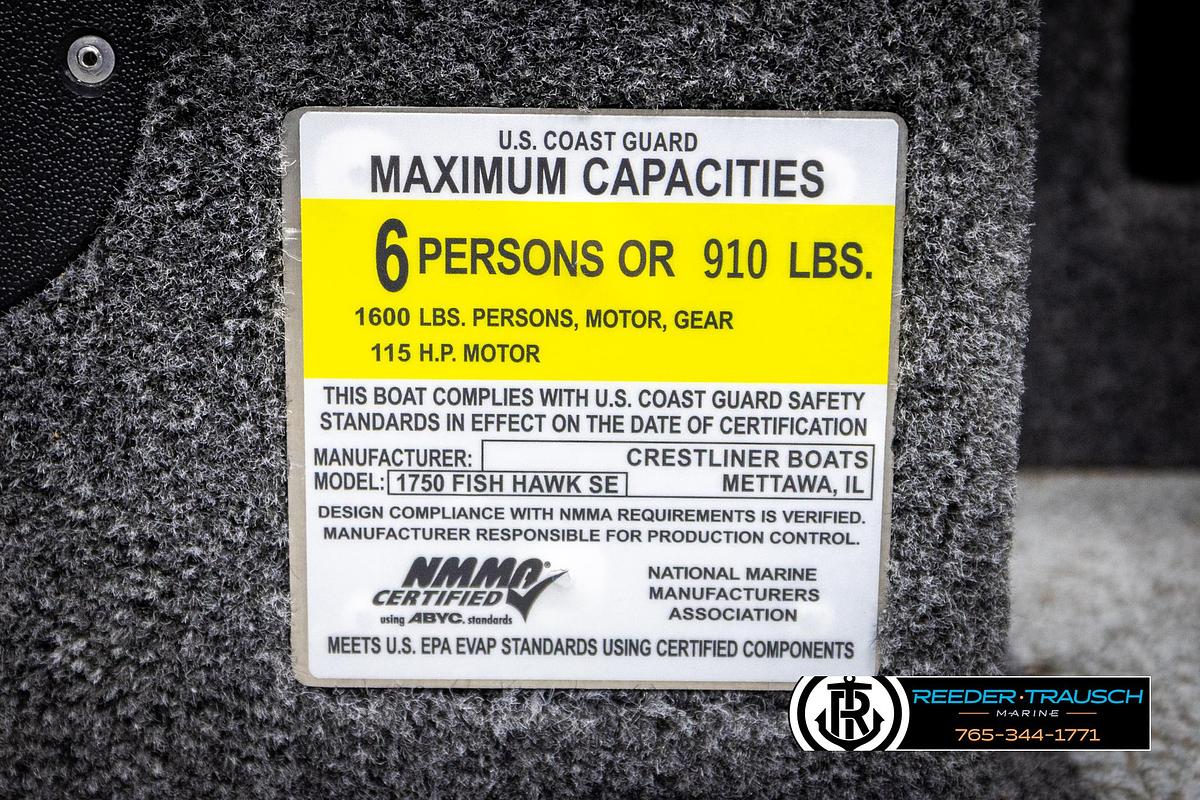 U.S. COAST GUARD
MAXIMUM CAPACITIES
6 PERSONS OR 910 LBS.
1600 LBS. PERSONS, MOTOR, GEAR
115 H.P. MOTOR
THIS BOAT COMPLIES WITH U.S. COAST GUARD SAFETY
STANDARDS IN EFFECT ON THE DATE OF CERTIFICATION
MANUFACTURER: CRESTLINER BOATS
MODEL: 1750 FISH HAWK SE METTAWA, IL
DESIGN COMPLIANCE WITH NMMA REQUIREMENTS IS VERIFIED.
MANUFACTURER RESPONSIBLE FOR PRODUCTION CONTROL.
NMMA®
CERTIFIED
using ABYC. standards
NATIONAL MARINE
MANUFACTURERS
ASSOCIATION
MEETS U.S. EPA EVAP STANDARDS USING CERTIFIED COMPONENTS
RT
REEDER·TRAUSCH
MARINE
765-344-1771